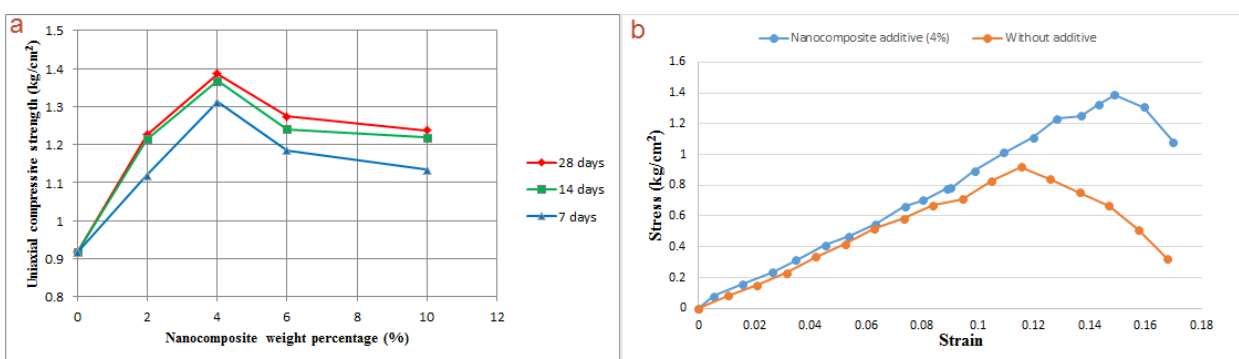 a
Uniaxial compressive strength (kg/cm²)
1.5
1.4
1.3
1.2
1.1
1
0.9
0.8
0 2 4 6 8 10 12
Nanocomposite weight percentage (%)
28 days
14 days
7 days
b
Nanocomposite additive (4%) Without additive
Stress (kg/cm²)
1.6
1.4
1.2
1
0.8
0.6
0.4
0.2
0
0 0.02 0.04 0.06 0.08 0.1 0.12 0.14 0.16 0.18
Strain